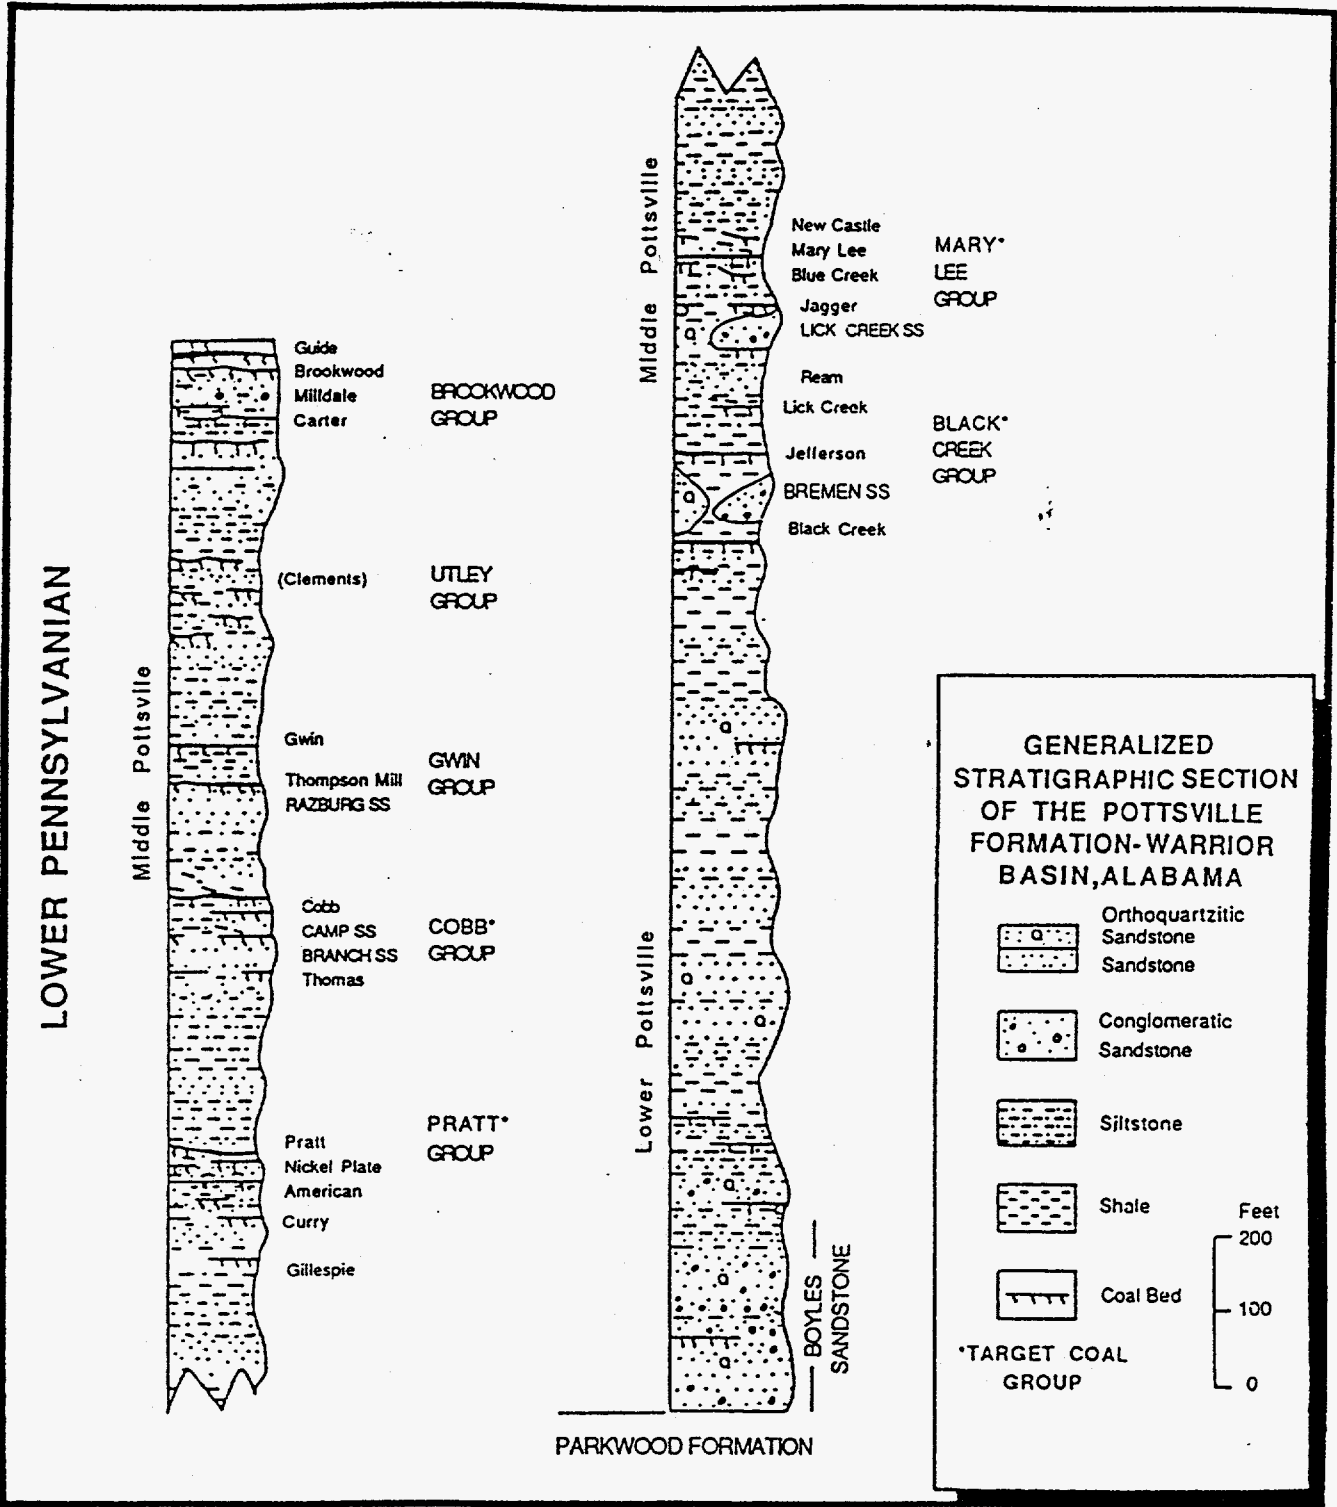 LOWER PENNSYLVANIAN
Middle Pottsvlle
Guide
Brookwood
Milldale
Carter
BROOKWOOD
GROUP
(Clements)
UTLEY
GROUP
Gwin
Thompson Mill
RAZBURG SS
GWIN
GROUP
Cobb
CAMP SS
BRANCH SS
Thomas
COBB*
GROUP
Pratt
Nickel Plate
American
Curry
Gillespie
PRATT*
GROUP
Middle Pottsville
New Castle
Mary Lee
Blue Creek
Jagger
LICK CREEK SS
MARY*
LEE
GROUP
Ream
Lick Creek
Jefferson
BREMEN SS
Black Creek
BLACK*
CREEK
GROUP
Lower Pottsville
BOYLES
SANDSTONE
PARKWOOD FORMATION
GENERALIZED
STRATIGRAPHIC SECTION
OF THE POTTSVILLE
FORMATION-WARRIOR
BASIN, ALABAMA
Orthoquartzitic
Q Sandstone
Sandstone
Conglomeratic
Sandstone
Siltstone
Shale
Coal Bed
Feet
200
100
0
*TARGET COAL
GROUP